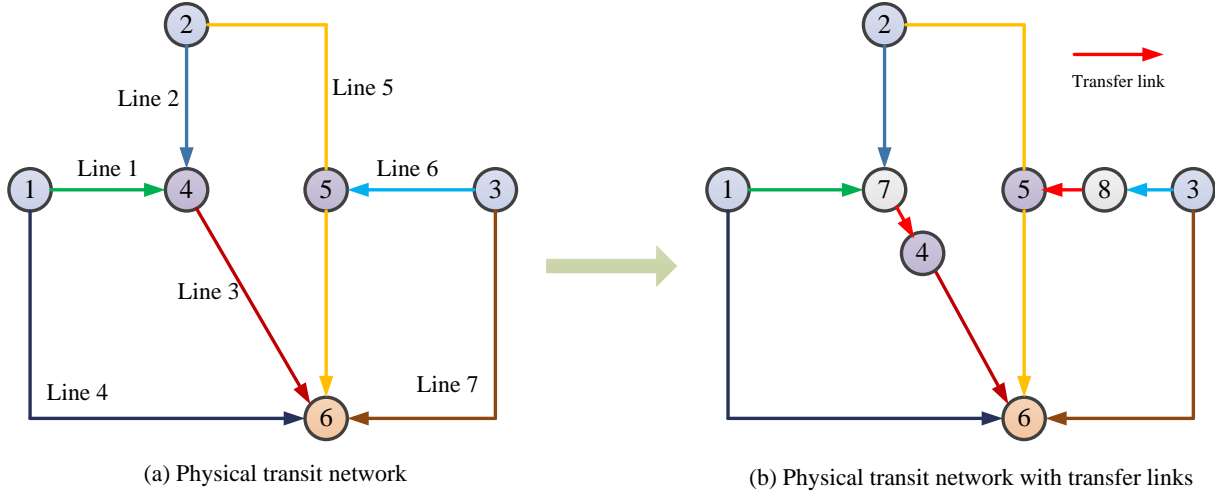 2
Line 2
Line 5
Line 1
Line 6
1
4
5
3
Line 3
Line 4
Line 7
6
(a) Physical transit network
2
Transfer link
1
7
5
8
3
4
6
(b) Physical transit network with transfer links